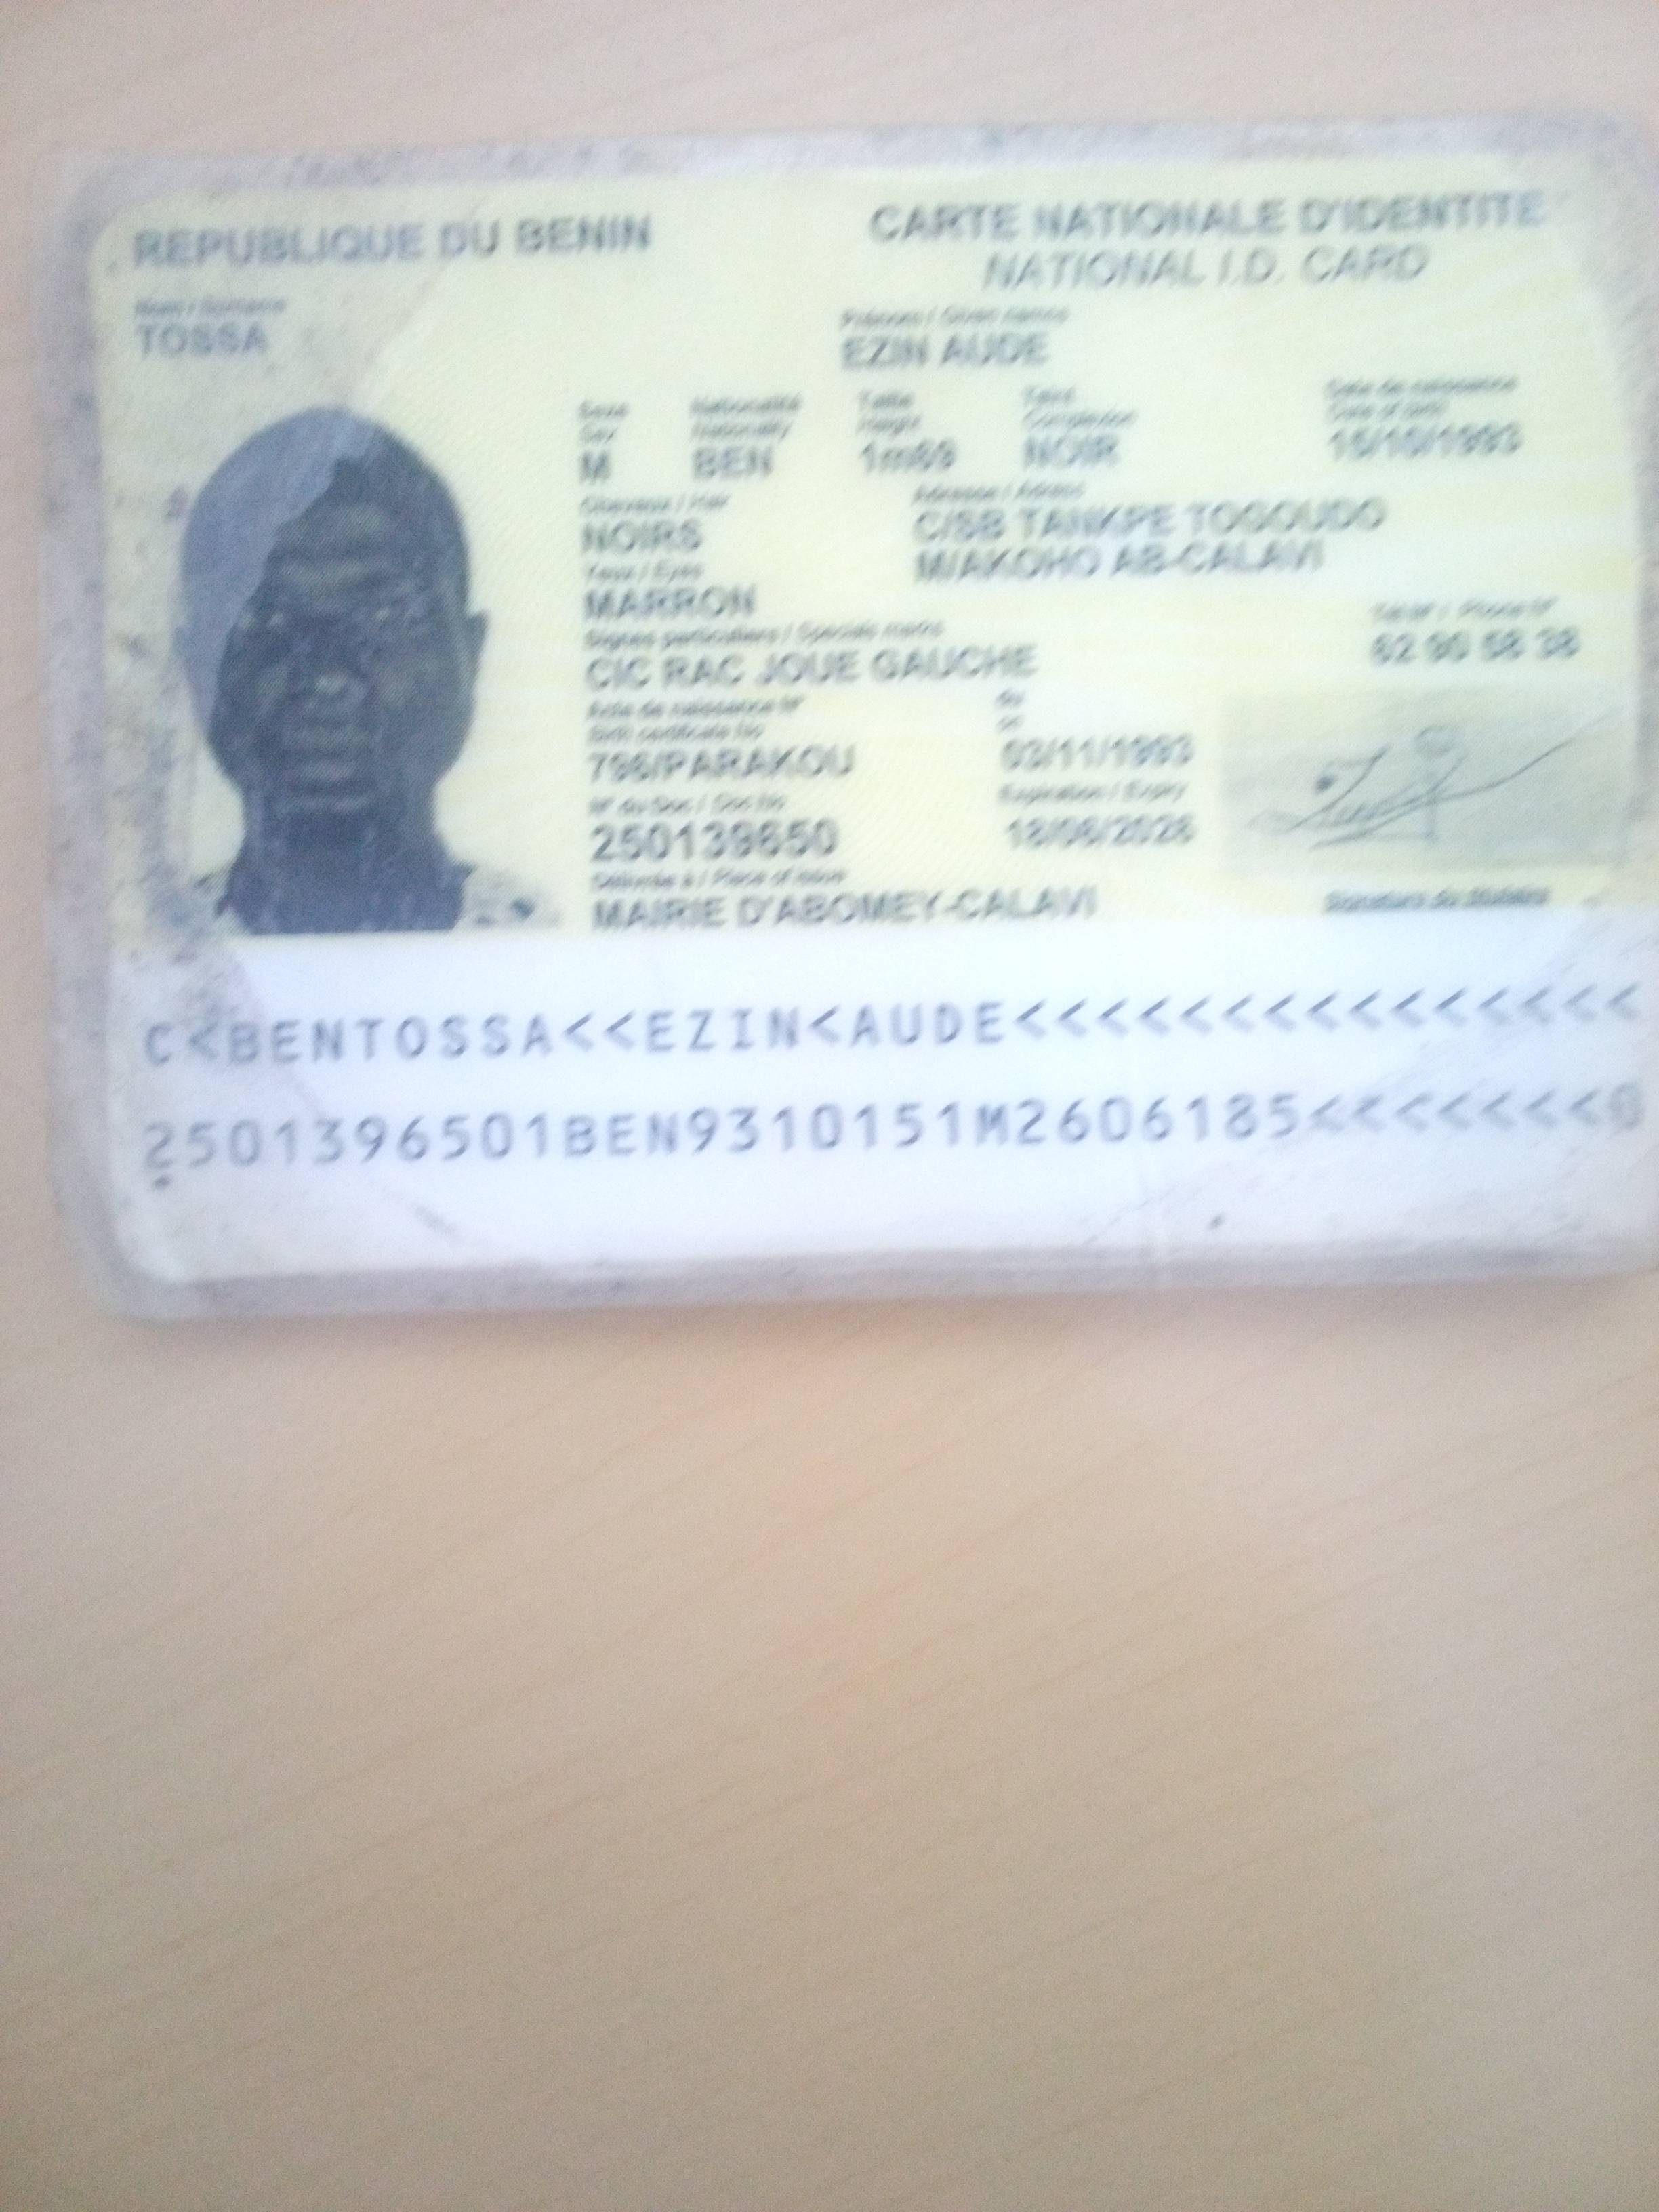 REPUBLIQUE DU BENIN
CARTE NATIONALE D'IDENTITE
NATIONAL I.D. CARD
Nom / Surname
TOSSA
Prénoms / Given names
EZIN AUDE
Sexe Nationalité Taille Teint Date de naissance
Sex Nationality Height Complexion Date of birth
M BEN 1m69 NOIR 15/10/1993
Cheveux / Hair
NOIRS
Adresse / Adress
C/SB TANKPE TOGOUDO
M/AKOHO AB-CALAVI
Yeux / Eyes
MARRON
Signes particuliers / Specials marks
CIC RAC JOUE GAUCHE
Tél N° / Phone N°
62 90 58 38
Acte de naissance N° du
Birth certificate No on
796/PARAKOU 03/11/1993
N° du Doc / Doc No Expiration / Expiry
250139650 18/06/2026
Délivrée à / Place of issue
MAIRIE D'ABOMEY-CALAVI
Signature du titulaire
C<BENTOSSA<<EZIN<AUDE<<<<<<<<<<<<<<<
2501396501BEN9310151M2606185<<<<<<<0